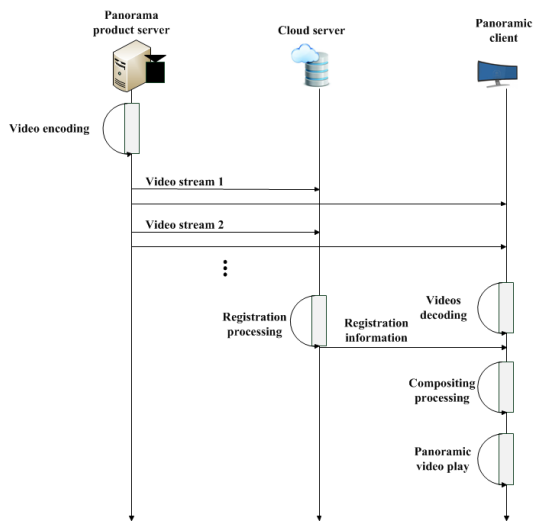 Panorama
product server
Cloud server
Panoramic
client
Video encoding
Video stream 1
Video stream 2
Videos
decoding
Registration
processing
Registration
information
Compositing
processing
Panoramic
video play